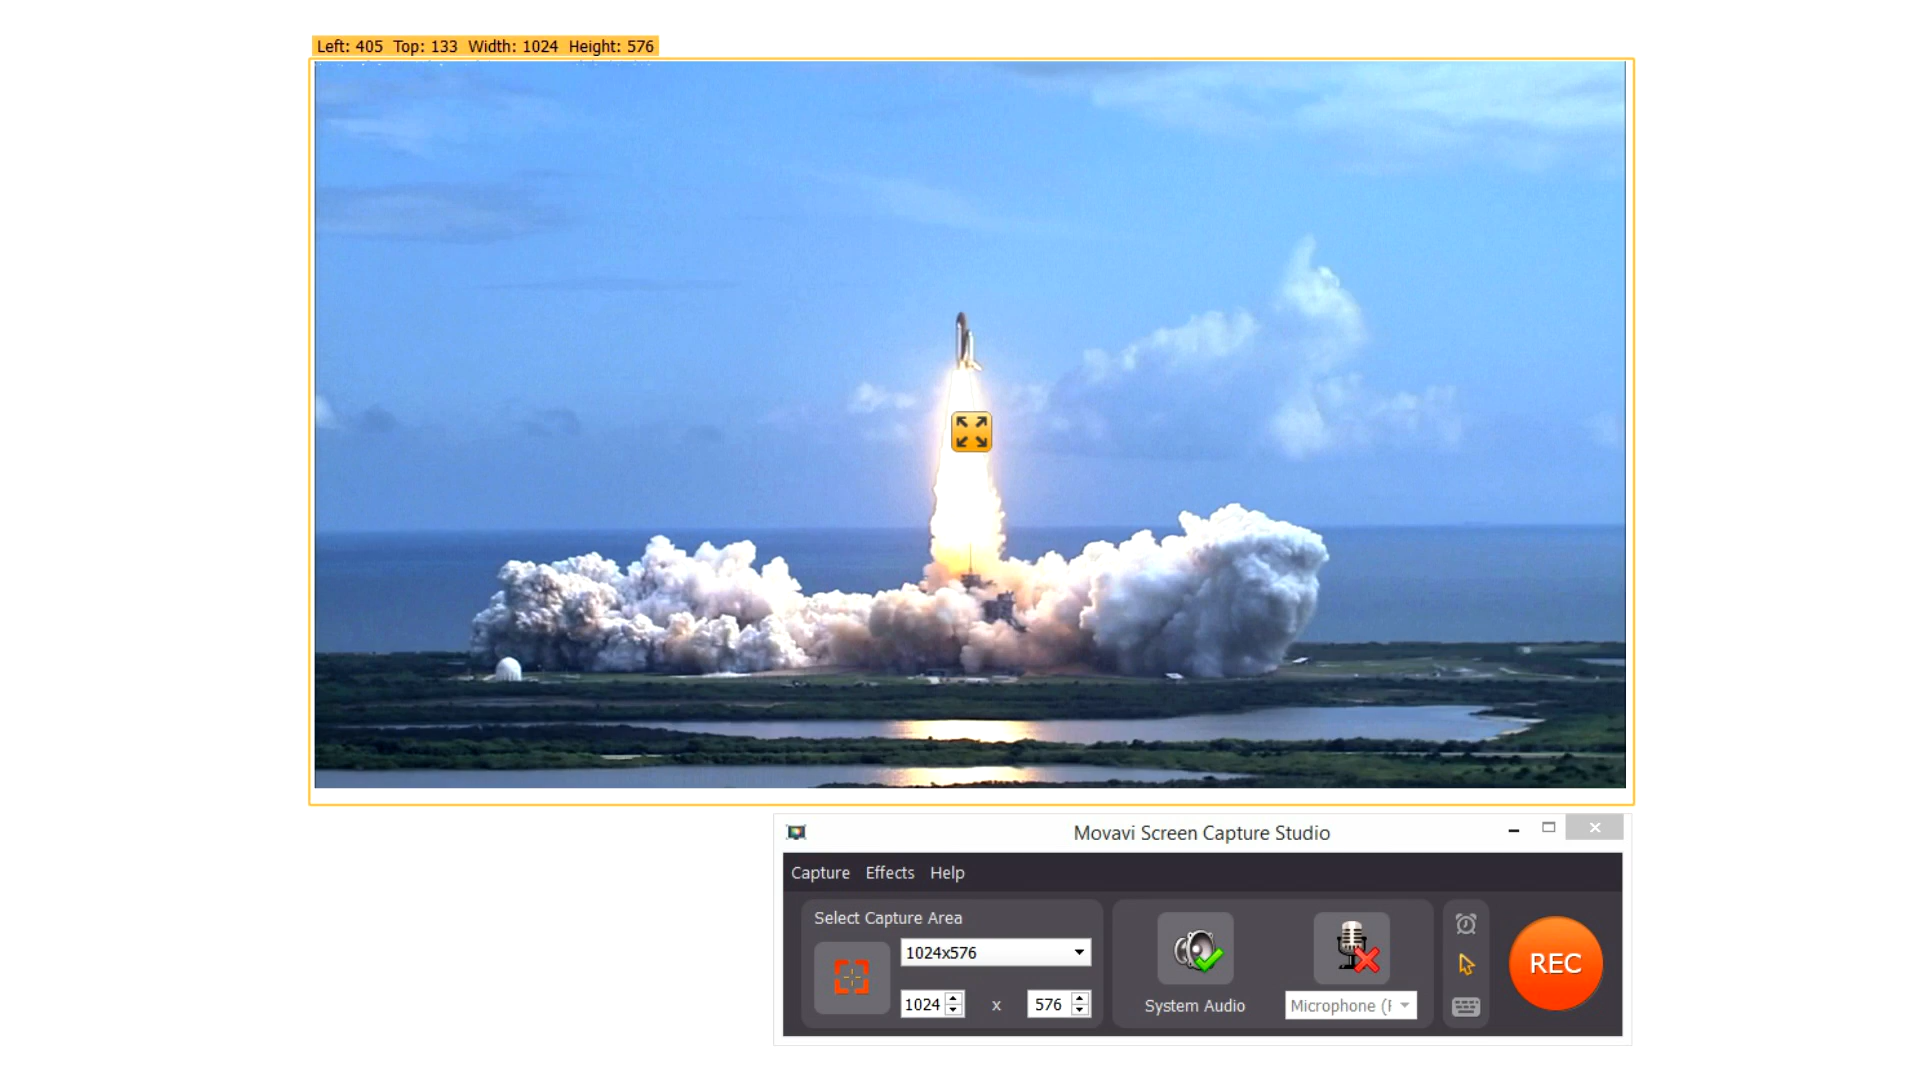 Left: 405 Top: 133 Width: 1024 Height: 576
Movavi Screen Capture Studio
Capture Effects Help
Select Capture Area
1024x576
1024 x 576
System Audio
Microphone (
REC